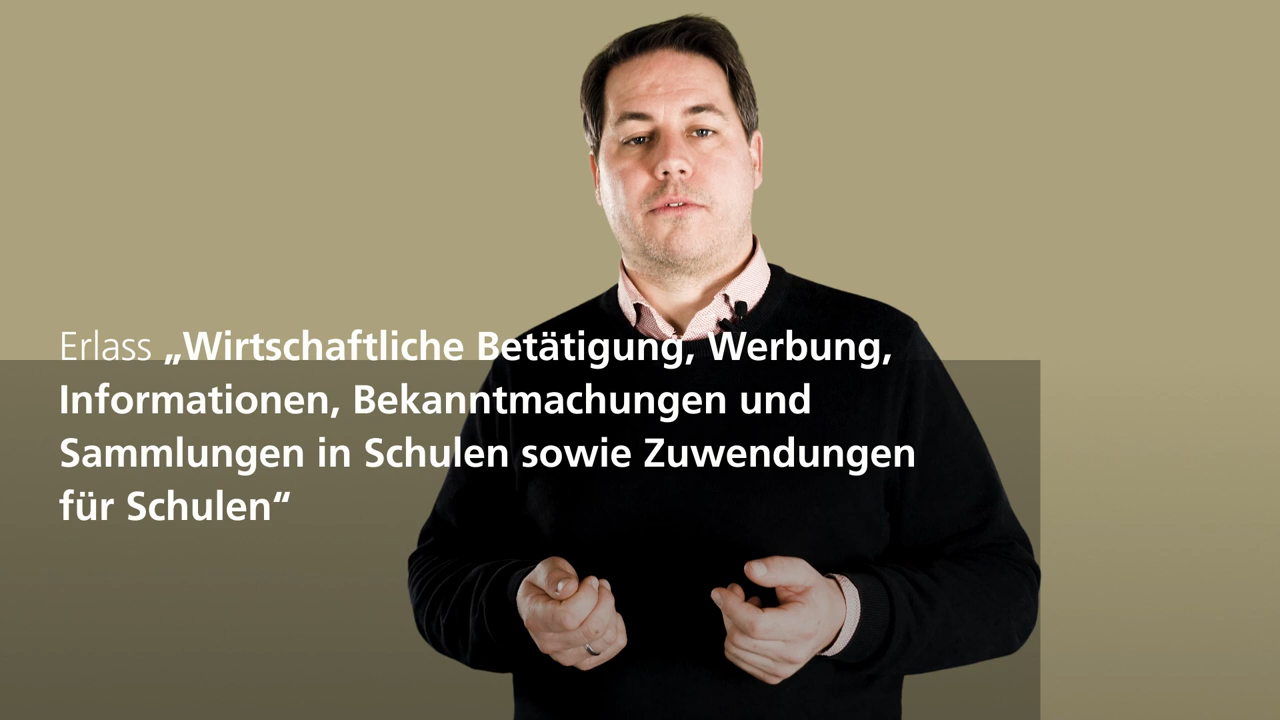 Erlass „Wirtschaftliche Betätigung, Werbung,
Informationen, Bekanntmachungen und
Sammlungen in Schulen sowie Zuwendungen
für Schulen“